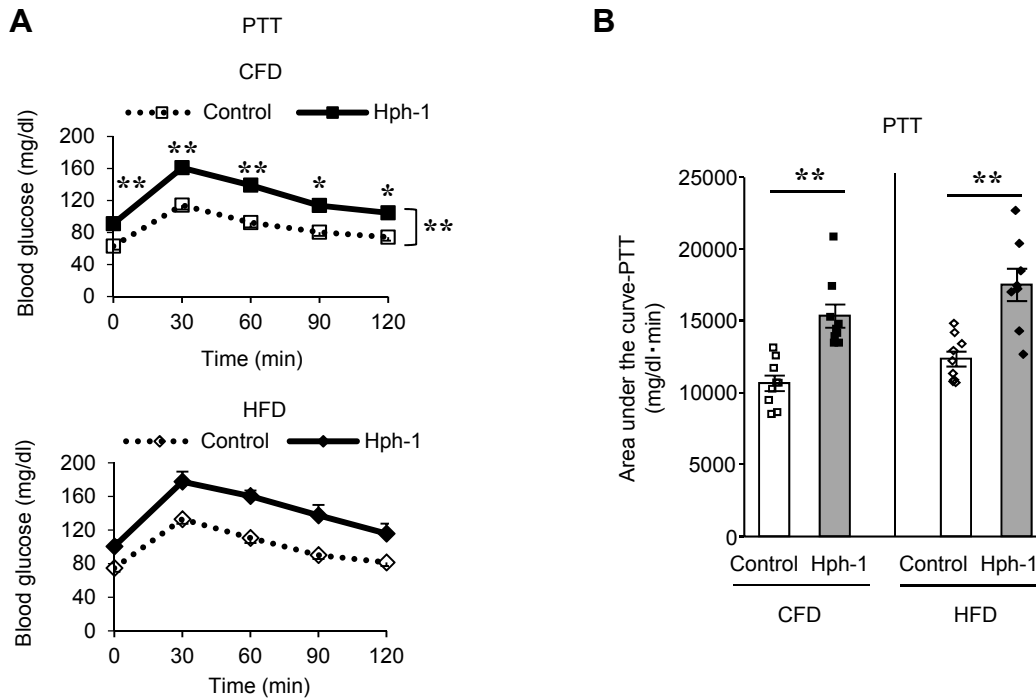 A
PTT
CFD
Control
Hph-1
Blood glucose (mg/dl)
200
160
120
80
40
0
**
**
**
*
*
**
0 30 60 90 120
Time (min)
HFD
Control
Hph-1
Blood glucose (mg/dl)
200
160
120
80
40
0
0 30 60 90 120
Time (min)
B
PTT
Area under the curve-PTT
(mg/dl·min)
25000
20000
15000
10000
5000
0
**
**
Control Hph-1 Control Hph-1
CFD HFD